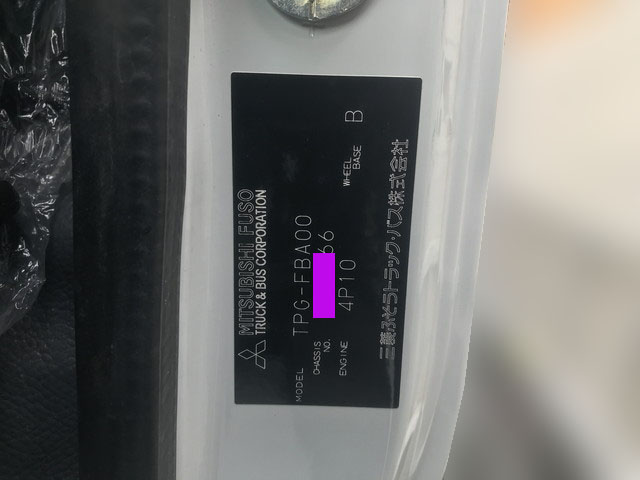 MITSUBISHI FUSO
TRUCK & BUS CORPORATION
MODEL TPG-FBA00
CHASSIS NO. 66
ENGINE 4P10 WHEEL BASE B
三菱ふそうトラック・バス株式会社